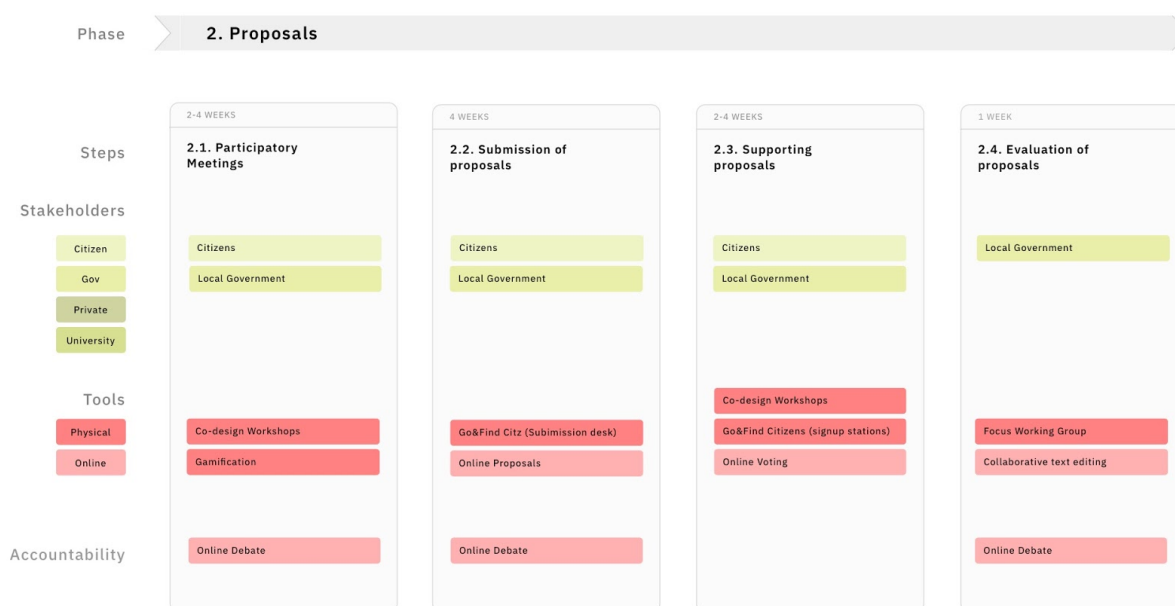 Phase
2. Proposals
2-4 WEEKS
4 WEEKS
2-4 WEEKS
1 WEEK
Steps
2.1. Participatory
Meetings
2.2. Submission of
proposals
2.3. Supporting
proposals
2.4. Evaluation of
proposals
Stakeholders
Citizen
Gov
Private
University
Citizens
Local Government
Citizens
Local Government
Citizens
Local Government
Local Government
Tools
Physical
Online
Co-design Workshops
Gamification
Go&Find Citz (Subimission desk)
Online Proposals
Co-design Workshops
Go&Find Citizens (signup stations)
Online Voting
Focus Working Group
Collaborative text editing
Accountability
Online Debate
Online Debate
Online Debate